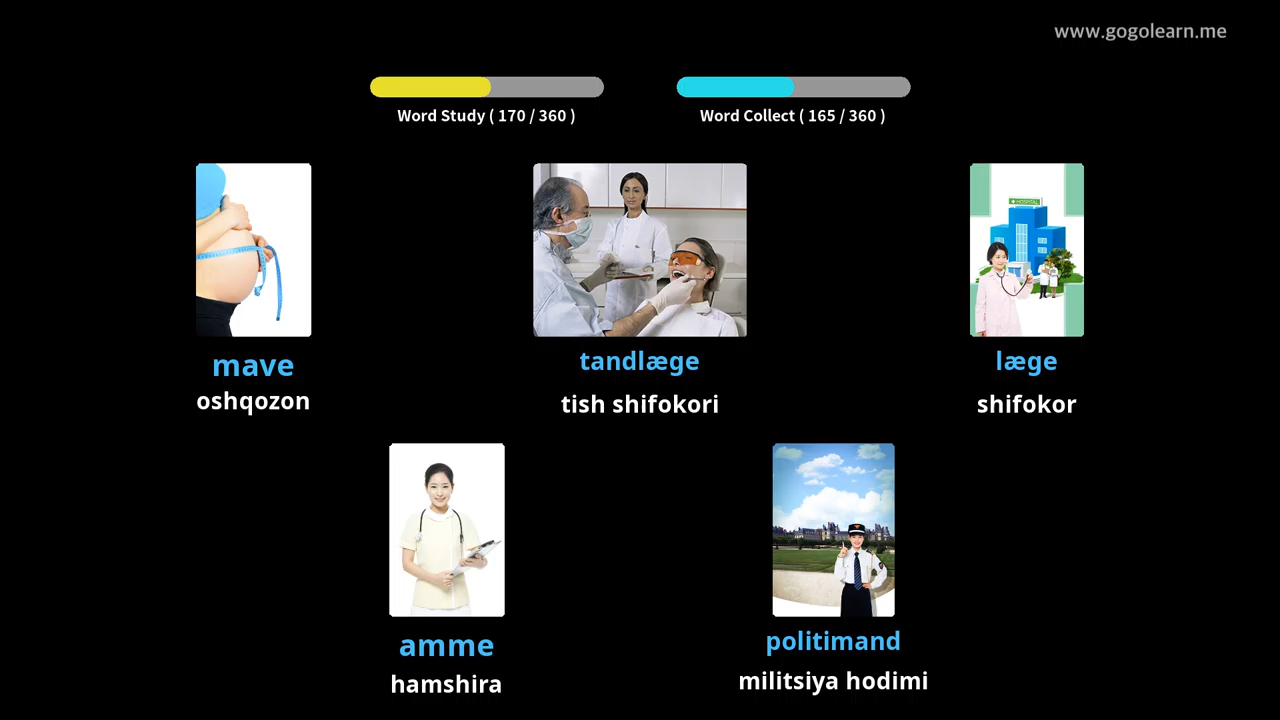 www.gogolearn.me
Word Study ( 170 / 360 )
Word Collect ( 165 / 360 )
HOSPITAL
mave
oshqozon
tandlæge
tish shifokori
læge
shifokor
amme
hamshira
politimand
militsiya hodimi